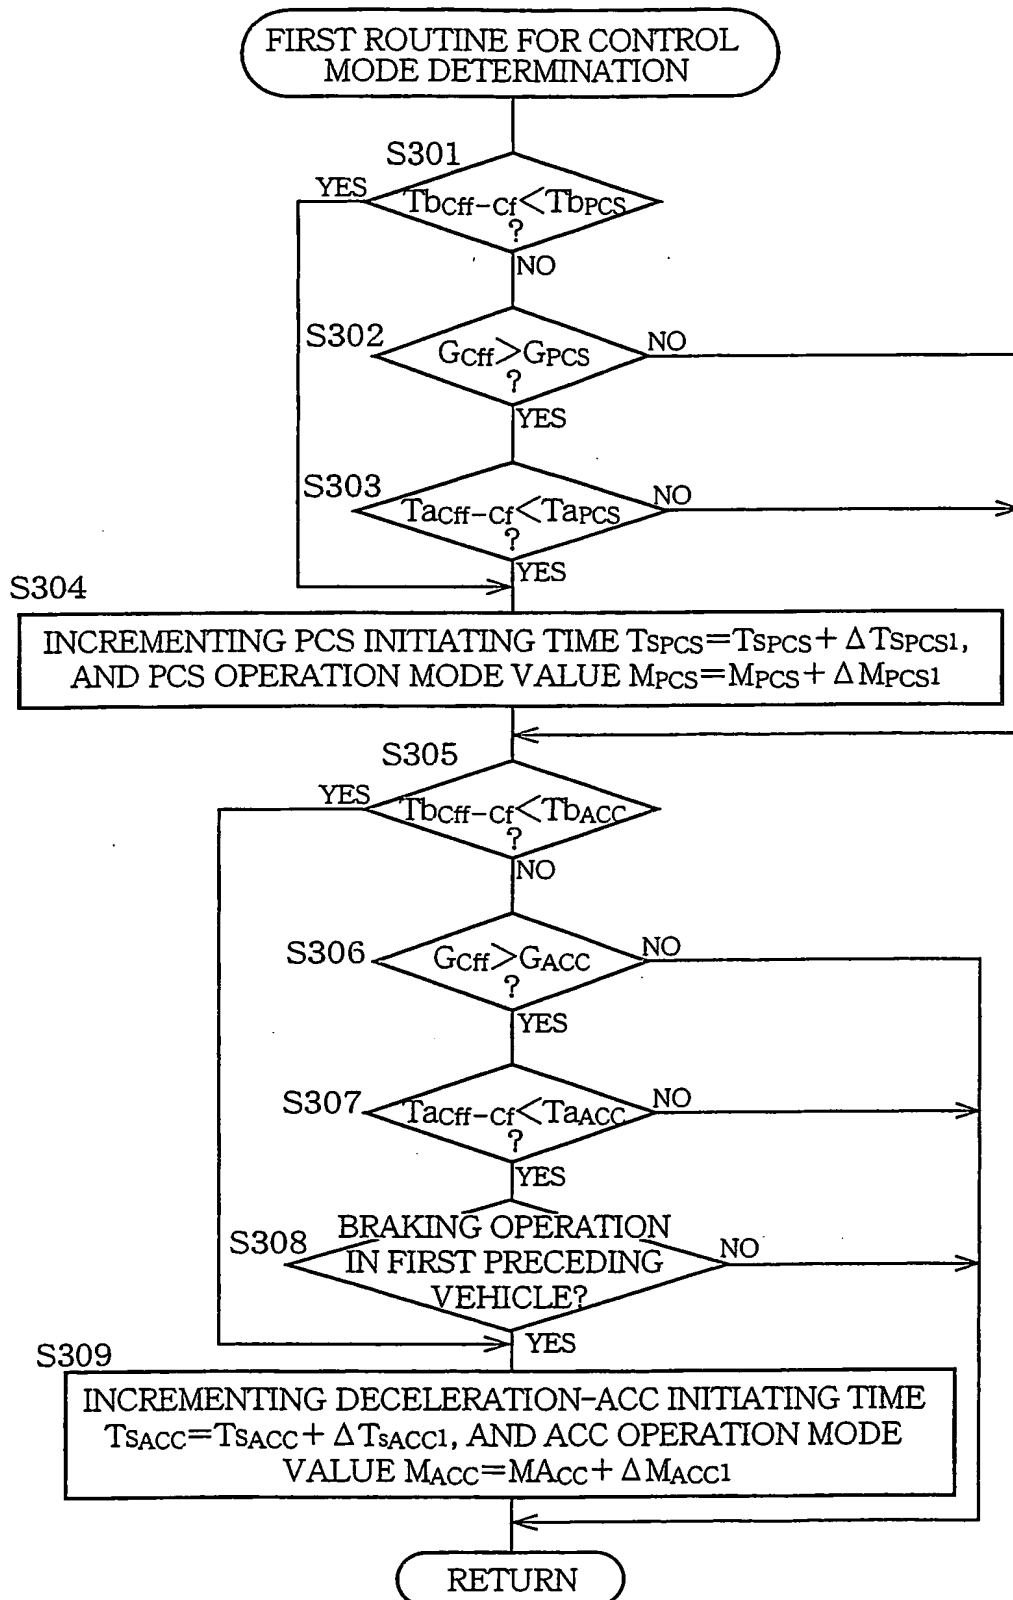 FIRST ROUTINE FOR CONTROL
MODE DETERMINATION
S301
YES
TbCff-Cf<TbPCS
?
NO
S302
GCff>GPCS
?
NO
YES
S303
TaCff-Cf<TaPCS
?
NO
YES
S304
INCREMENTING PCS INITIATING TIME TSPCS=TSPCS+ΔTSPCS1,
AND PCS OPERATION MODE VALUE MPCS=MPCS+ΔMPCS1
S305
YES
TbCff-Cf<TbACC
?
NO
S306
GCff>GACC
?
NO
YES
S307
TaCff-Cf<TaACC
?
NO
YES
S308
BRAKING OPERATION
IN FIRST PRECEDING
VEHICLE?
NO
YES
S309
INCREMENTING DECELERATION-ACC INITIATING TIME
TSACC=TSACC+ΔTSACC1, AND ACC OPERATION MODE
VALUE MACC=MACC+ΔMACC1
RETURN